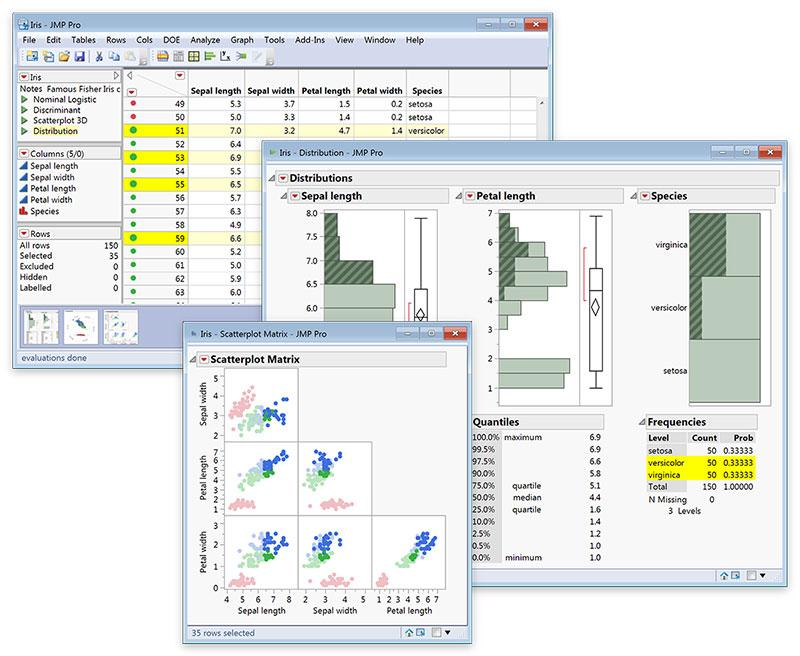 Iris - JMP Pro
File Edit Tables Rows Cols DOE Analyze Graph Tools Add-Ins View Window Help
Iris
Notes Famous Fisher Iris c
Nominal Logistic
Discriminant
Scatterplot 3D
Distribution
Columns (5/0)
Sepal length
Sepal width
Petal length
Petal width
Species
Rows
All rows 150
Selected 35
Excluded 0
Hidden 0
Labelled 0
Sepal length Sepal width Petal length Petal width Species
49 5.3 3.7 1.5 0.2 setosa
50 5.0 3.3 1.4 0.2 setosa
51 7.0 3.2 4.7 1.4 versicolor
52 6.4
53 6.9
54 5.5
55 6.5
56 5.7
57 6.3
58 4.9
59 6.6
60 5.2
61 5.0
62 5.9
63 6.0
evaluations done
Iris - Distribution - JMP Pro
Distributions
Sepal length
8.0
7.5
7.0
6.5
6.0
Petal length
7
6
5
4
3
2
1
Species
virginica
versicolor
setosa
Quantiles
100.0% maximum 6.9
99.5% 6.9
97.5% 6.6
90.0% 5.8
75.0% quartile 5.1
50.0% median 4.4
25.0% quartile 1.6
10.0% 1.4
2.5% 1.2
0.5% 1.0
0.0% minimum 1.0
Frequencies
Level Count Prob
setosa 50 0.33333
versicolor 50 0.33333
virginica 50 0.33333
Total 150 1.00000
N Missing 0
3 Levels
Iris - Scatterplot Matrix - JMP Pro
Scatterplot Matrix
Sepal width
5
4
3
2
Petal length
7
6
5
4
3
2
1
Petal width
3
2
1
0
4 5 6 7 8 2 3 4 5 1 2 3 4 5 6 7
Sepal length Sepal width Petal length
35 rows selected